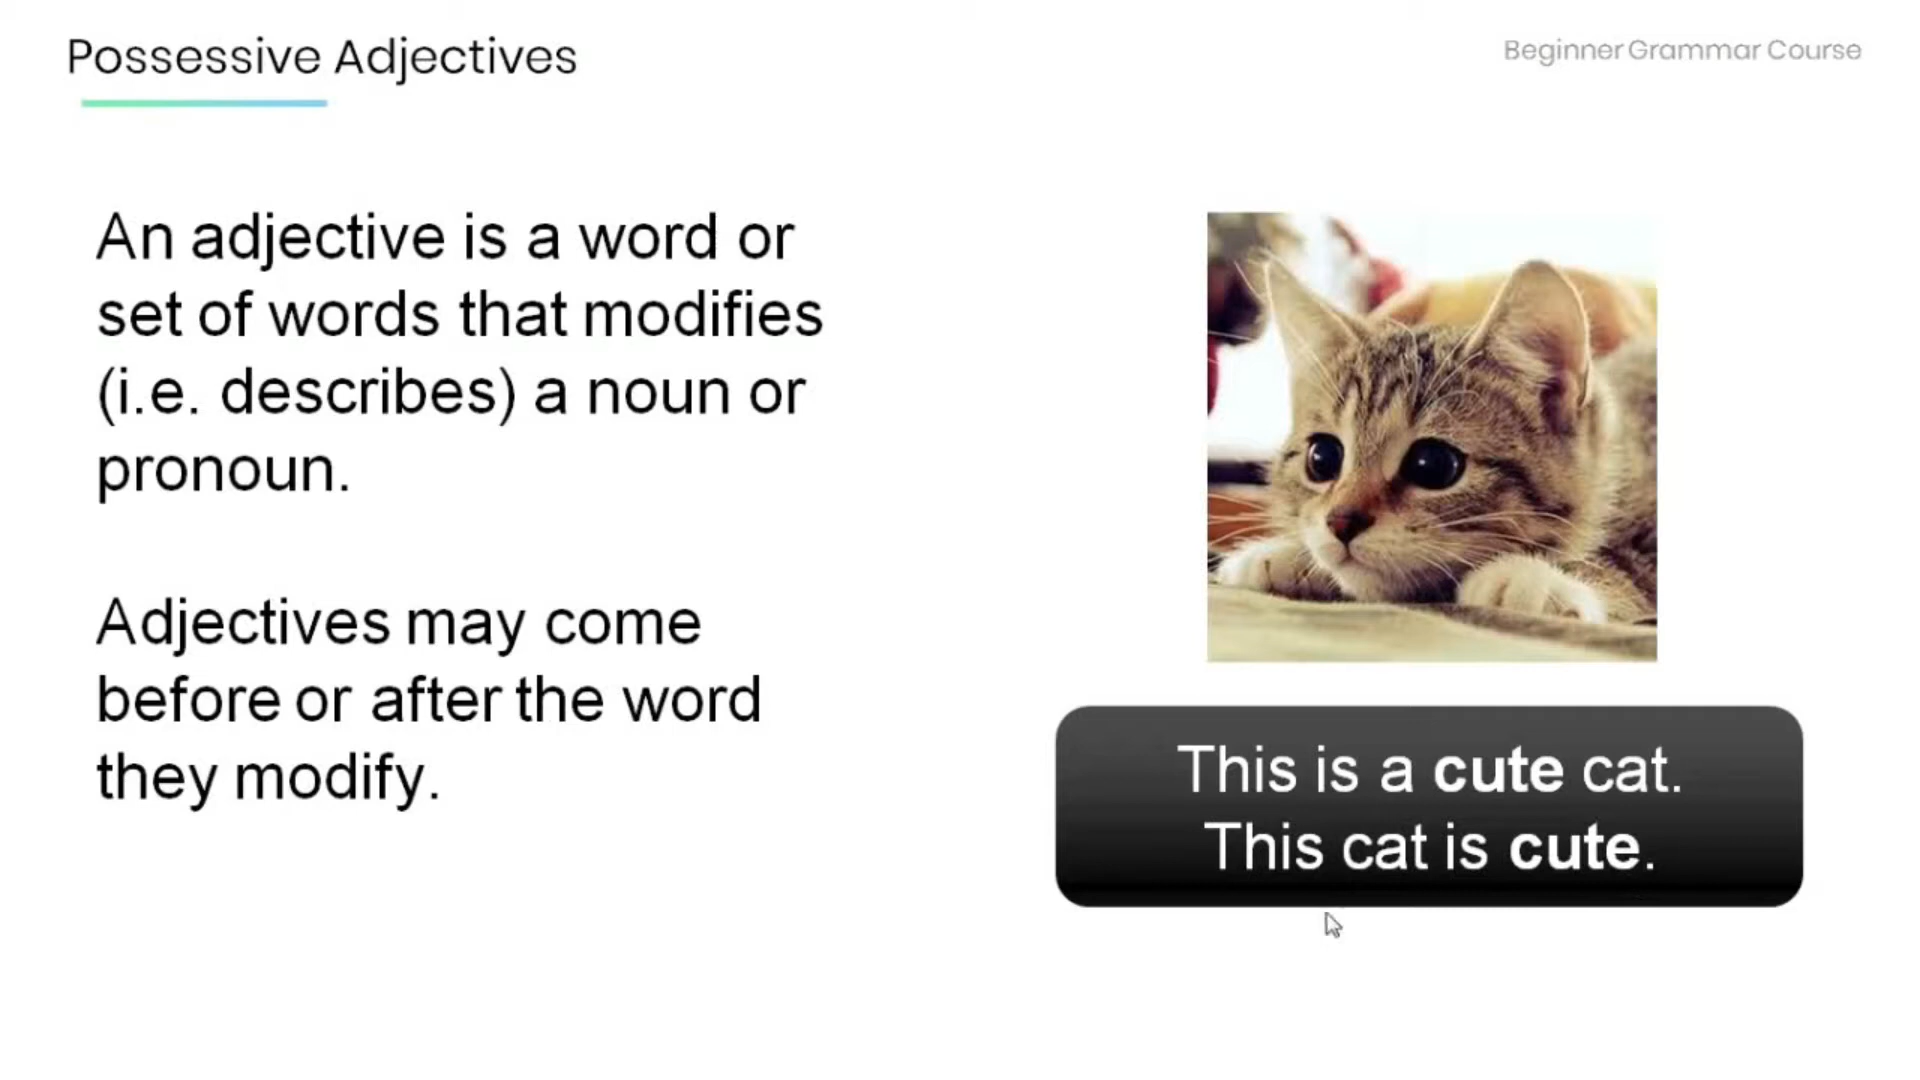 Possessive Adjectives
Beginner Grammar Course
An adjective is a word or
set of words that modifies
(i.e. describes) a noun or
pronoun.
Adjectives may come
before or after the word
they modify.
This is a cute cat.
This cat is cute.